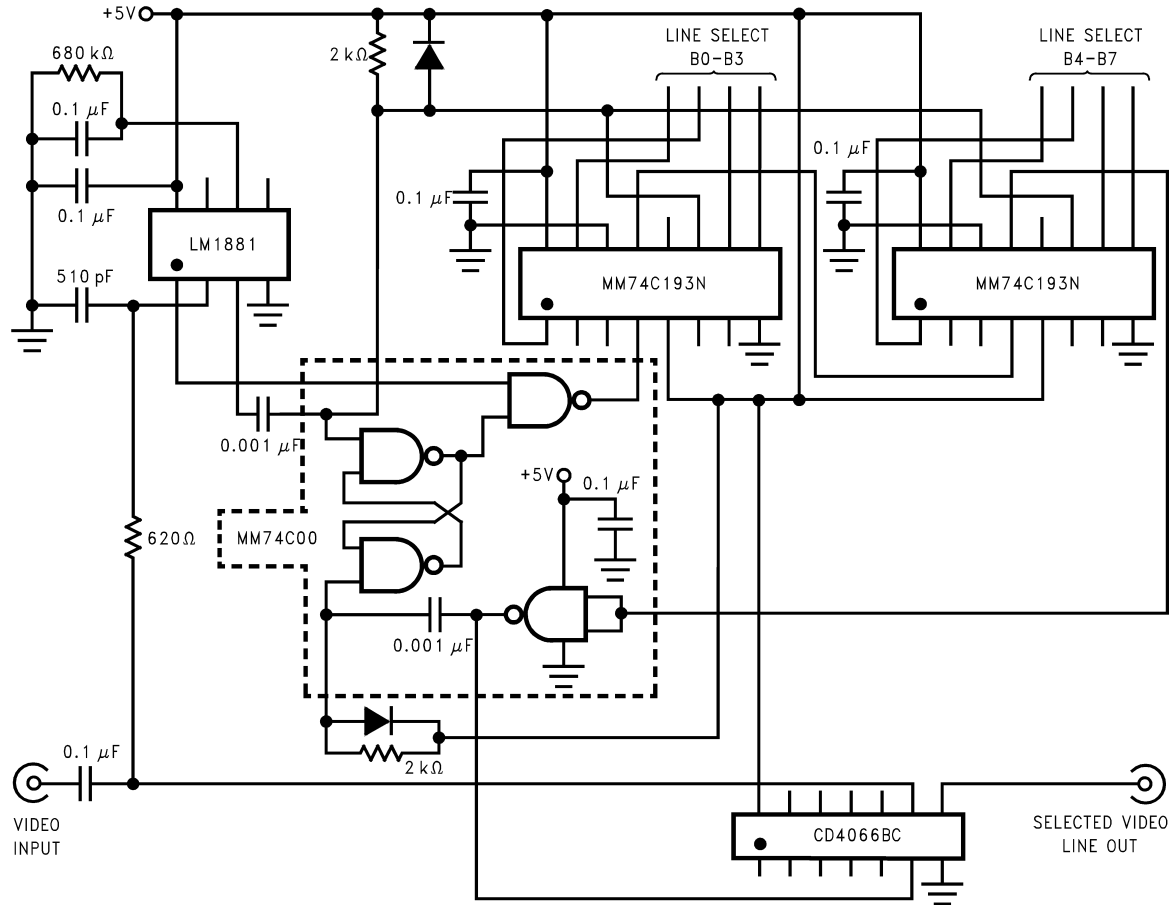 +5V
680 kΩ
0.1 μF
0.1 μF
LM1881
510 pF
2 kΩ
LINE SELECT
B0-B3
LINE SELECT
B4-B7
0.1 μF
0.1 μF
MM74C193N
MM74C193N
0.001 μF
+5V
0.1 μF
620Ω
MM74C00
0.001 μF
2 kΩ
0.1 μF
VIDEO
INPUT
CD4066BC
SELECTED VIDEO
LINE OUT